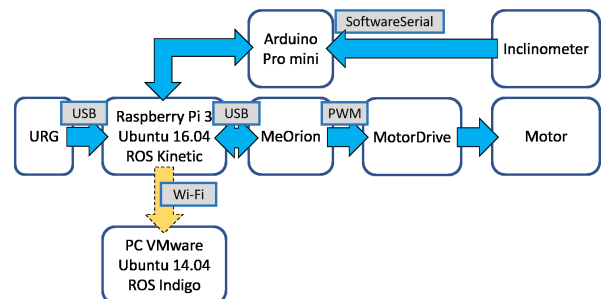 SoftwareSerial
Arduino
Pro mini
Inclinometer
USB
USB
PWM
URG
Raspberry Pi 3
Ubuntu 16.04
ROS Kinetic
MeOrion
MotorDrive
Motor
Wi-Fi
PC VMware
Ubuntu 14.04
ROS Indigo